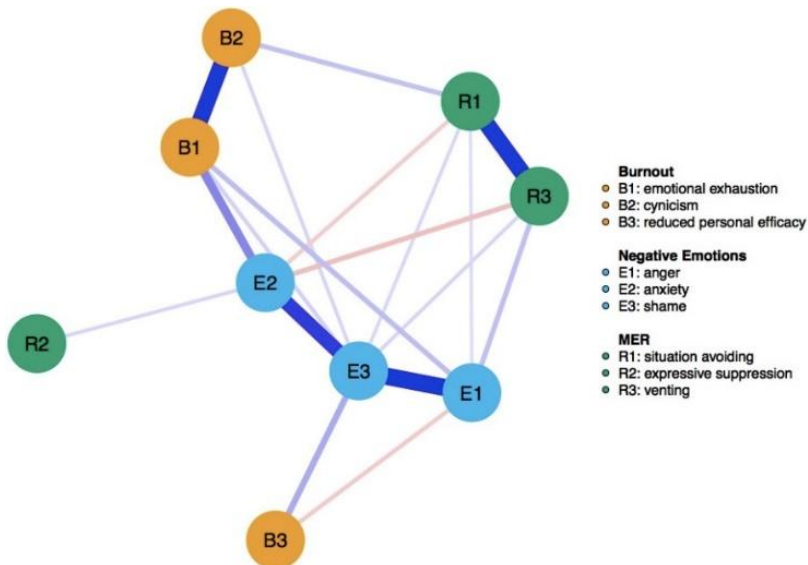 B2
R1
B1
R3
E2
R2
E3
E1
B3
Burnout
B1: emotional exhaustion
B2: cynicism
B3: reduced personal efficacy
Negative Emotions
E1: anger
E2: anxiety
E3: shame
MER
R1: situation avoiding
R2: expressive suppression
R3: venting